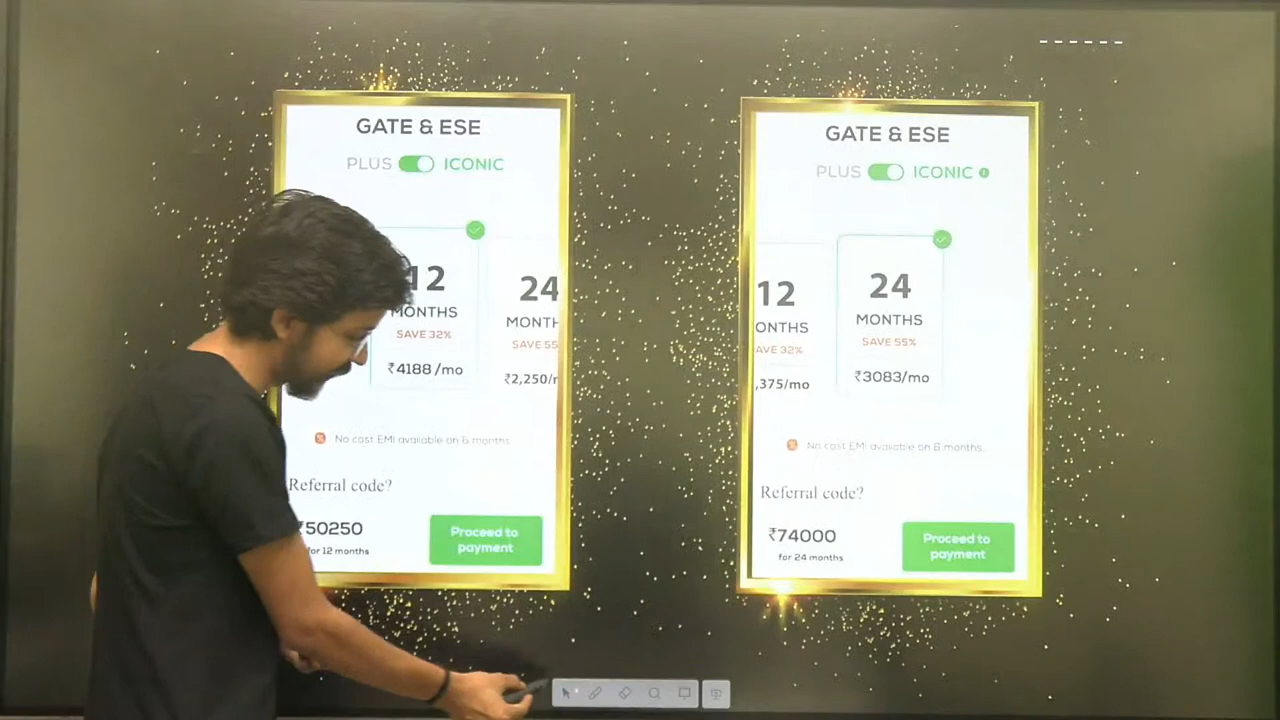 GATE & ESE
PLUS ICONIC
12
MONTHS
SAVE 32%
₹4188 /mo
24
MONTH
SAVE 55
₹2,250/
No cost EMI available on 6 months
Referral code?
₹50250
for 12 months
Proceed to
payment
GATE & ESE
PLUS ICONIC
12
ONTHS
AVE 32%
,375/mo
24
MONTHS
SAVE 55%
₹3083/mo
No cost EMI available on 6 months
Referral code?
₹74000
for 24 months
Proceed to
payment